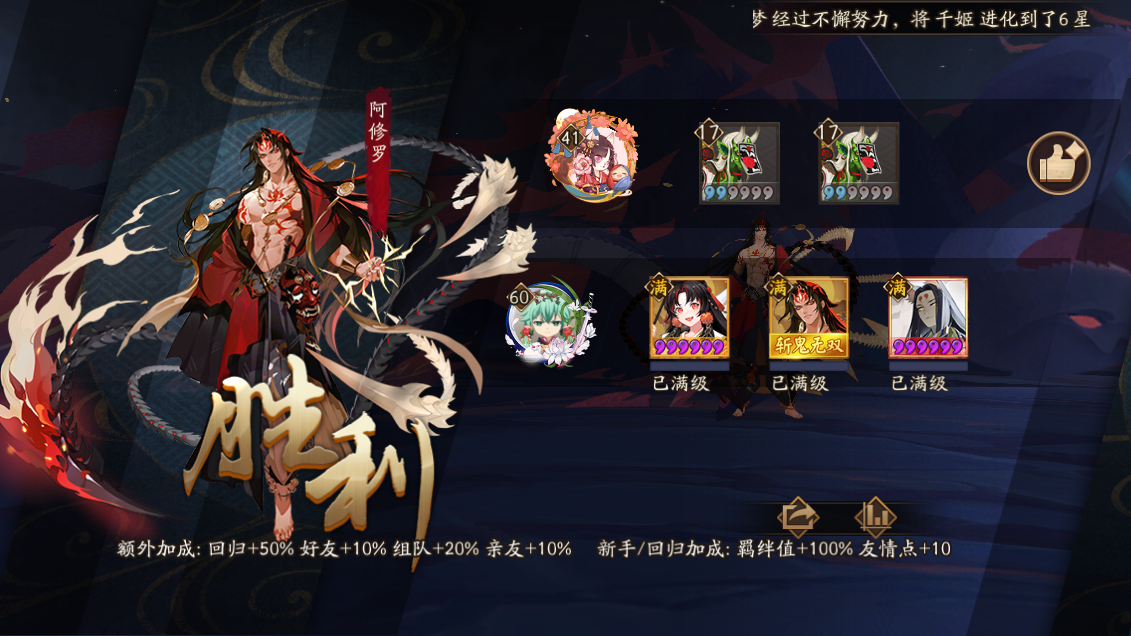 梦 经过不懈努力，将 千姬 进化到了6 星
阿修罗
41
17
17
60
满
满
满
斩鬼无双
已满级
已满级
已满级
胜利
额外加成: 回归+50% 好友+10% 组队+20% 亲友+10%
新手/回归加成: 羁绊值+100% 友情点+10